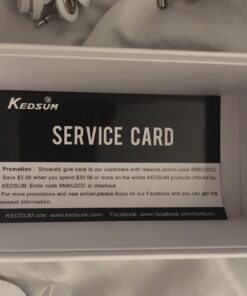 KEDSUM®
SERVICE CARD
Promotion : Sincerely give back to our customers with rewards promo code 6N6U2CC
Save $3.00 when you spend $30.00 or more on the whole KEDSUM products offered by
KEDSUM. Enter code 6N6U2CC at checkout.
For more promotions and new arrival,please focus on our Facebook and you can get the
newest information.
KEDSUM site: www.kedsum.com/ Facebook: www.facebook.com/kedsum